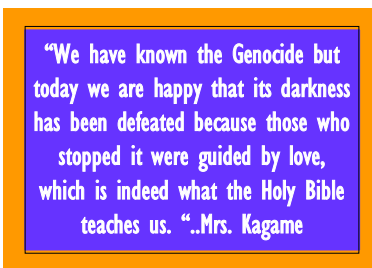 “We have known the Genocide but
today we are happy that its darkness
has been defeated because those who
stopped it were guided by love,
which is indeed what the Holy Bible
teaches us. “..Mrs. Kagame